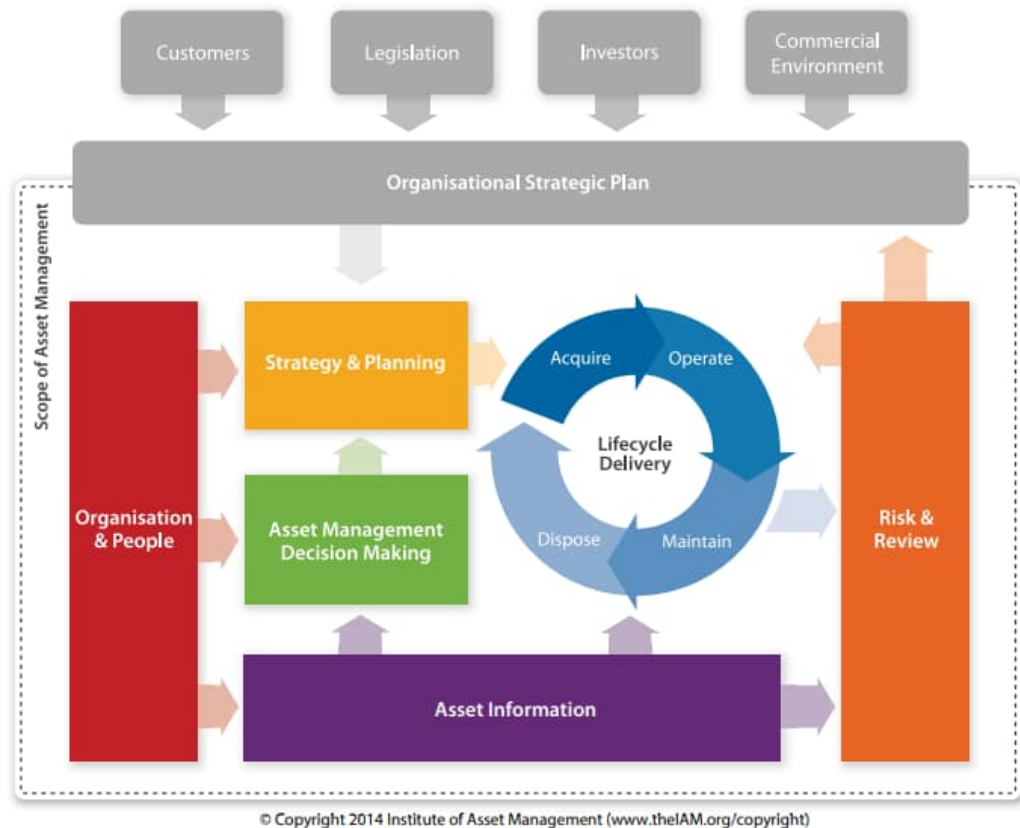 Customers
Legislation
Investors
Commercial
Environment
Organisational Strategic Plan
Scope of Asset Management
Strategy & Planning
Acquire
Operate
Lifecycle
Delivery
Organisation
& People
Asset Management
Decision Making
Dispose
Maintain
Risk &
Review
Asset Information
© Copyright 2014 Institute of Asset Management (www.theIAM.org/copyright)